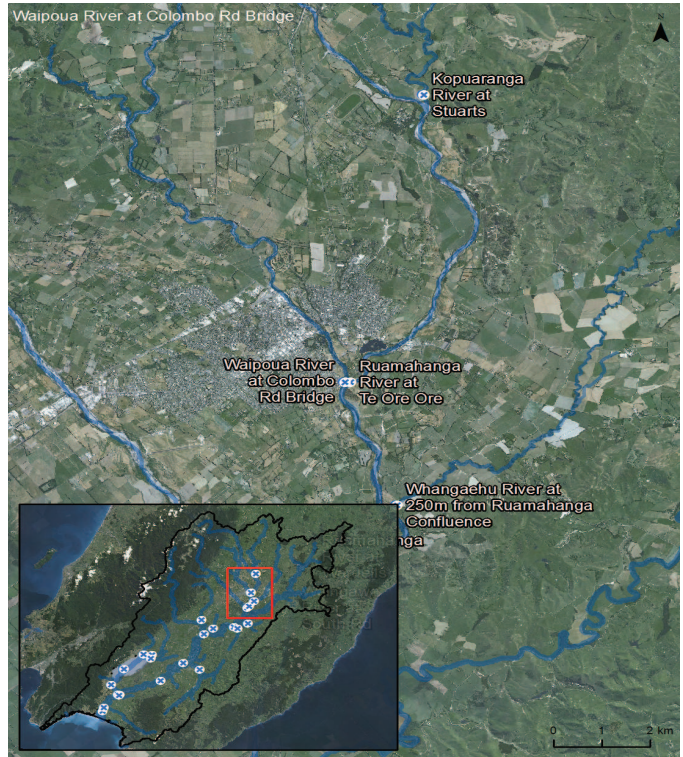 Waipoua River at Colombo Rd Bridge
N
Kopuaranga
River at
Stuarts
Waipoua River
at Colombo
Rd Bridge
Ruamahanga
River at
Te Ore Ore
Whangaehu River at
250m from Ruamahanga
Confluence
nga
0 1 2 km